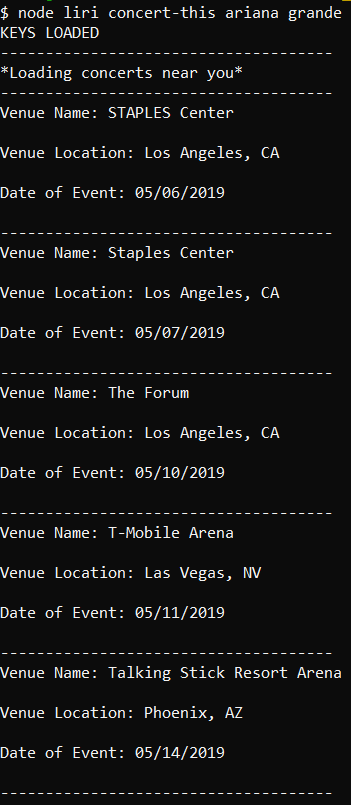 $ node liri concert-this ariana grande
KEYS LOADED
-------------------------------------
*Loading concerts near you*
-------------------------------------
Venue Name: STAPLES Center
Venue Location: Los Angeles, CA
Date of Event: 05/06/2019
-------------------------------------
Venue Name: Staples Center
Venue Location: Los Angeles, CA
Date of Event: 05/07/2019
-------------------------------------
Venue Name: The Forum
Venue Location: Los Angeles, CA
Date of Event: 05/10/2019
-------------------------------------
Venue Name: T-Mobile Arena
Venue Location: Las Vegas, NV
Date of Event: 05/11/2019
-------------------------------------
Venue Name: Talking Stick Resort Arena
Venue Location: Phoenix, AZ
Date of Event: 05/14/2019
-------------------------------------